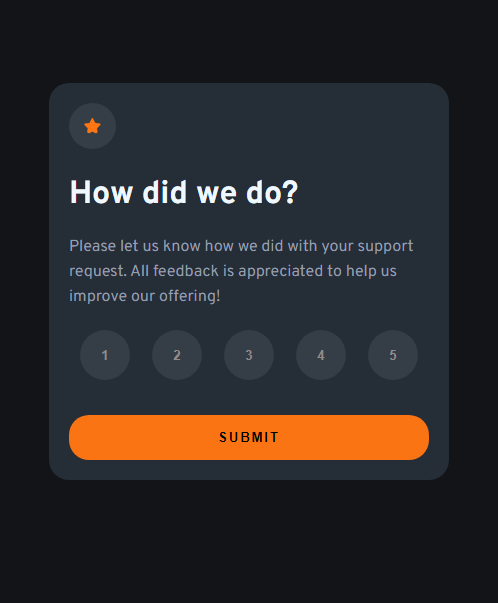 How did we do?
Please let us know how we did with your support
request. All feedback is appreciated to help us
improve our offering!
1 2 3 4 5
SUBMIT